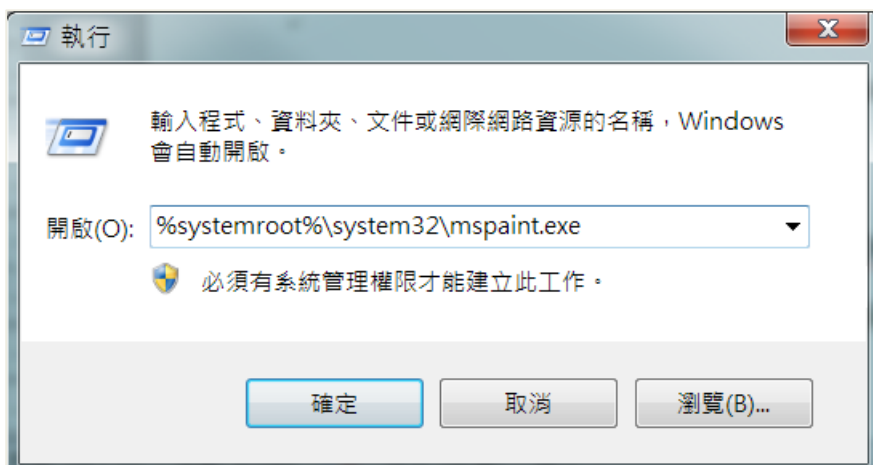 執行
輸入程式、資料夾、文件或網際網路資源的名稱，Windows
會自動開啟。
開啟(O): %systemroot%\system32\mspaint.exe
必須有系統管理權限才能建立此工作。
確定 取消 瀏覽(B)...